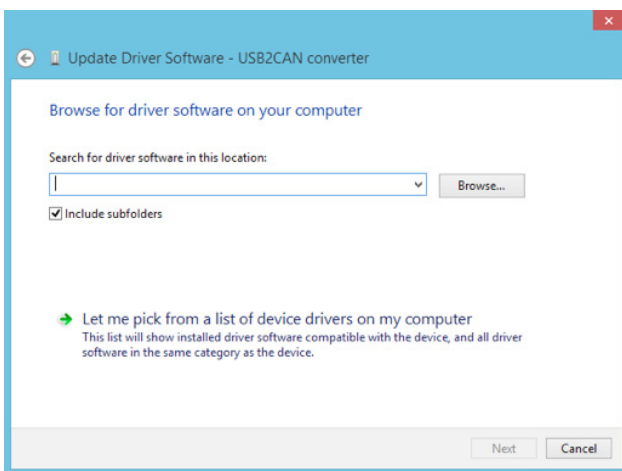 Update Driver Software - USB2CAN converter
Browse for driver software on your computer
Search for driver software in this location:
Browse...
Include subfolders
Let me pick from a list of device drivers on my computer
This list will show installed driver software compatible with the device, and all driver
software in the same category as the device.
Next
Cancel